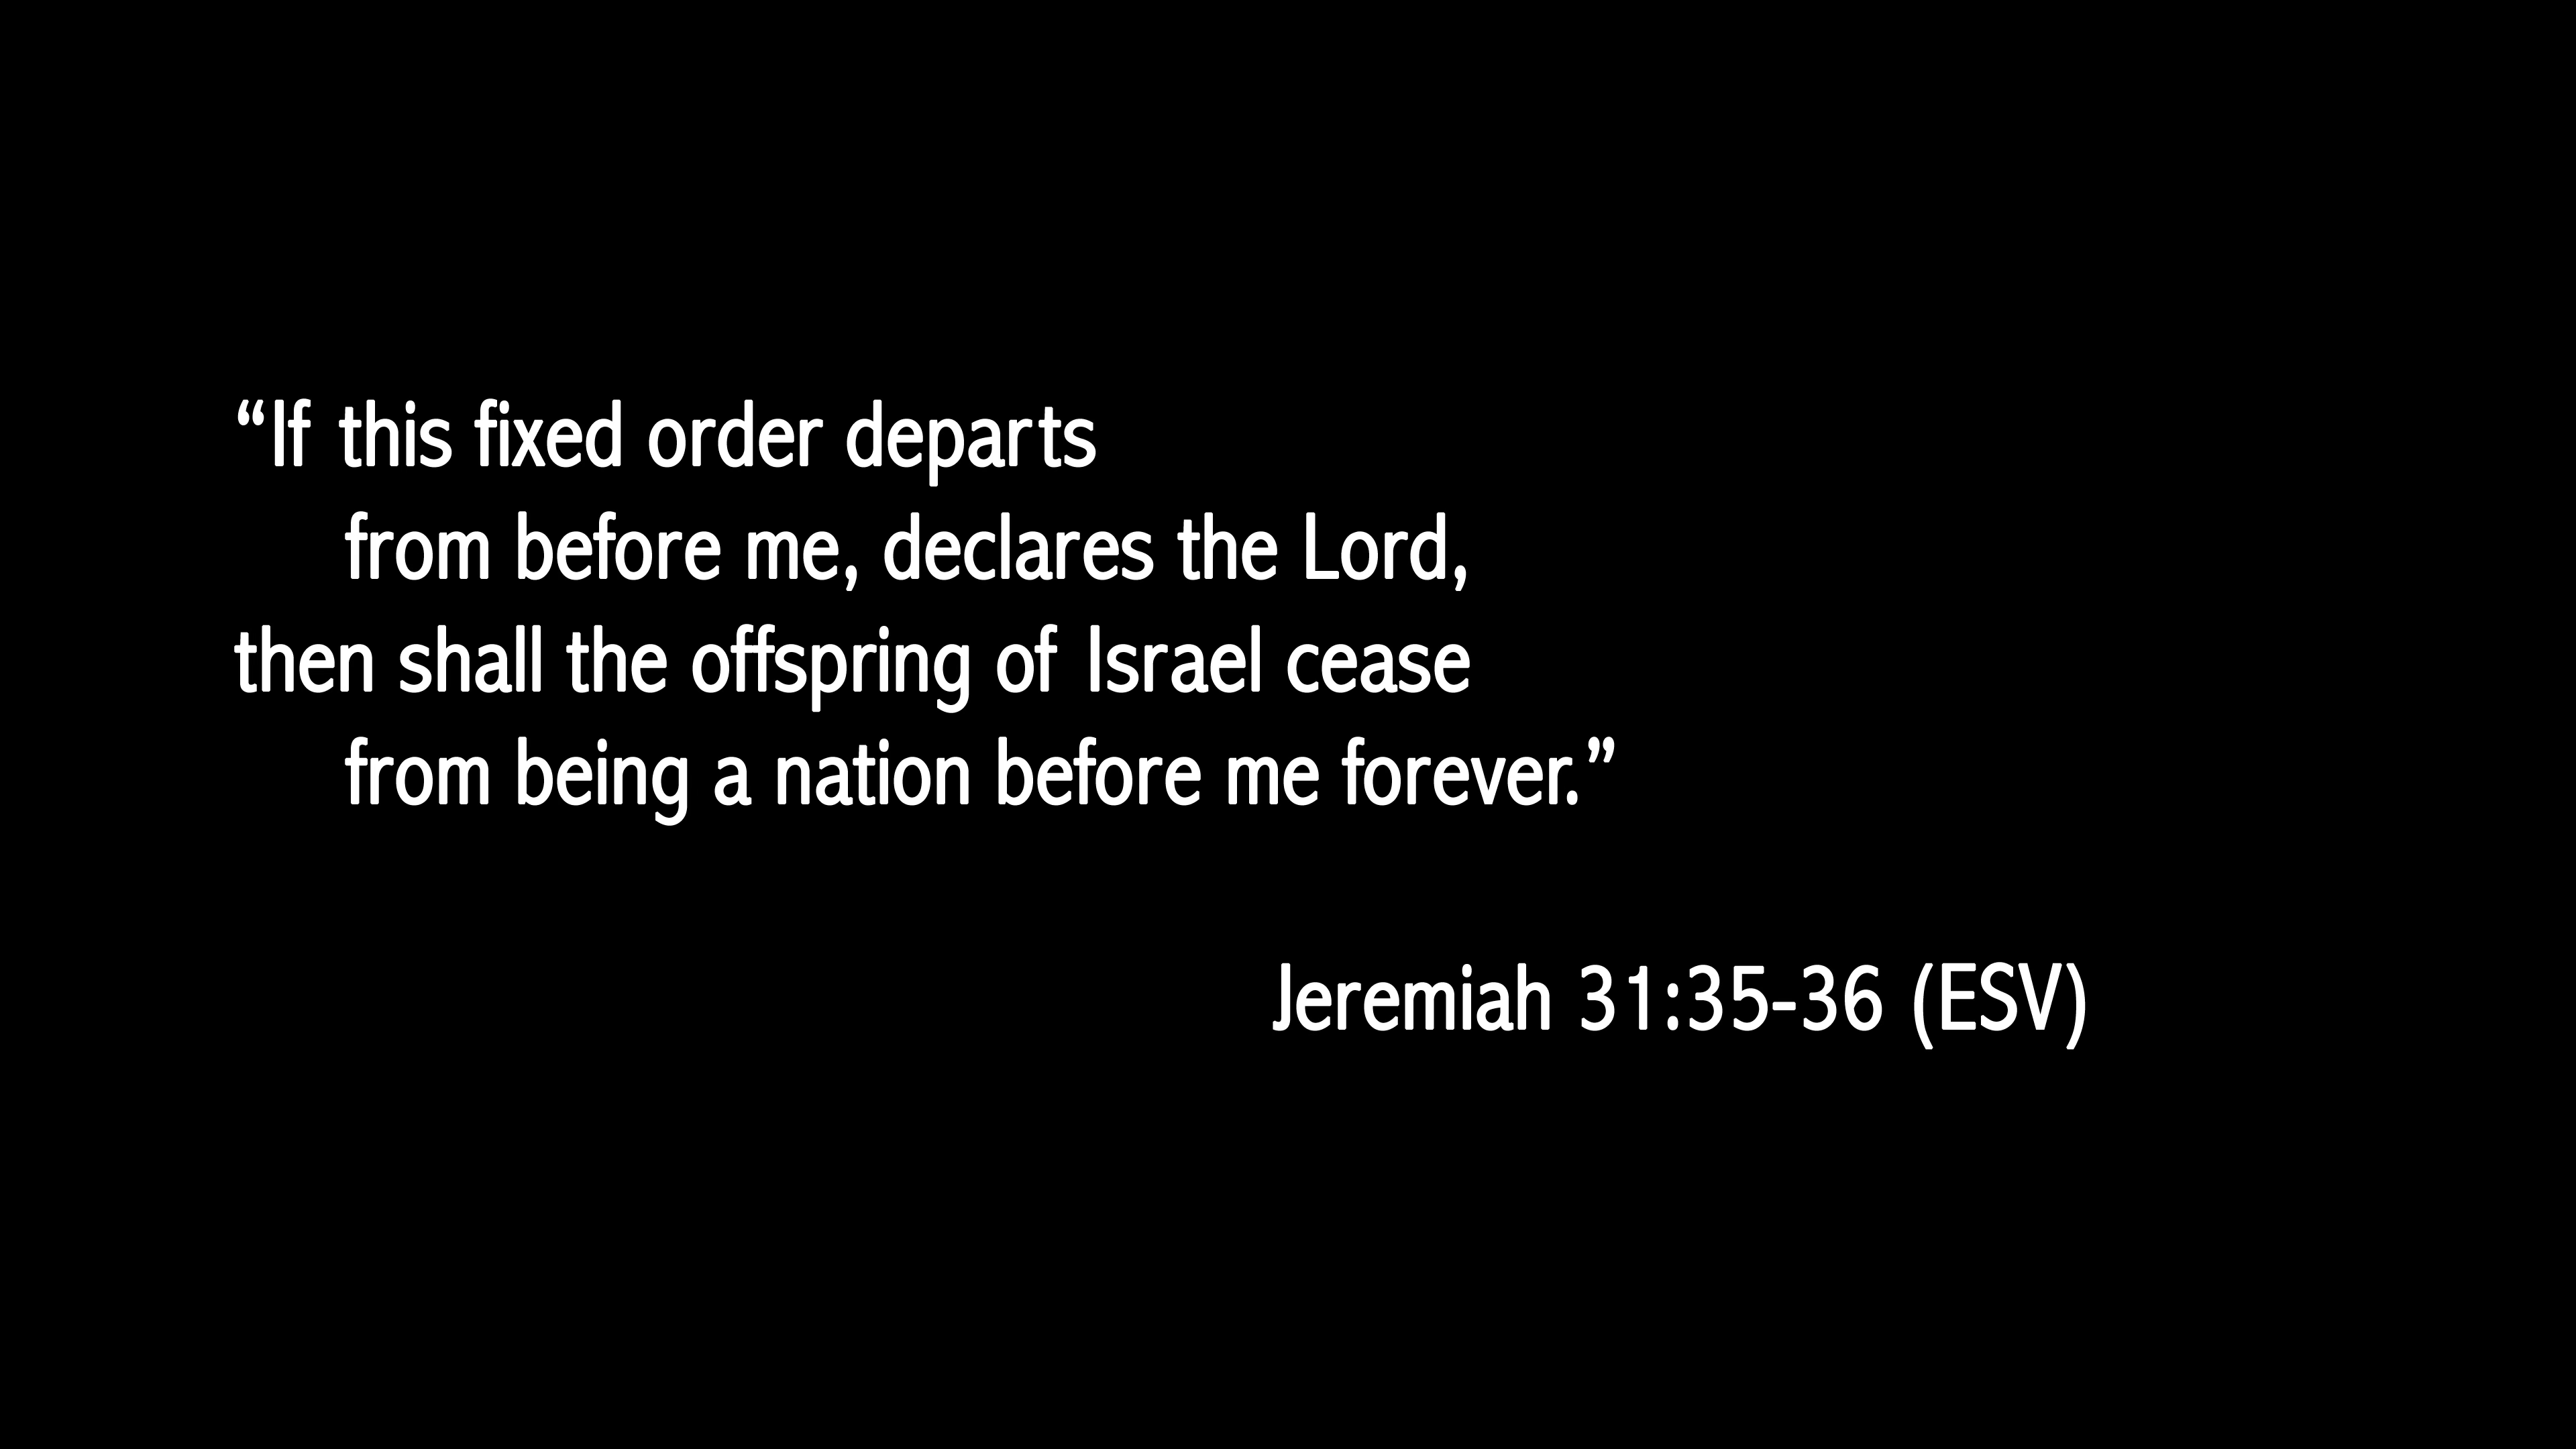 “If this fixed order departs
from before me, declares the Lord,
then shall the offspring of Israel cease
from being a nation before me forever.”
Jeremiah 31:35-36 (ESV)